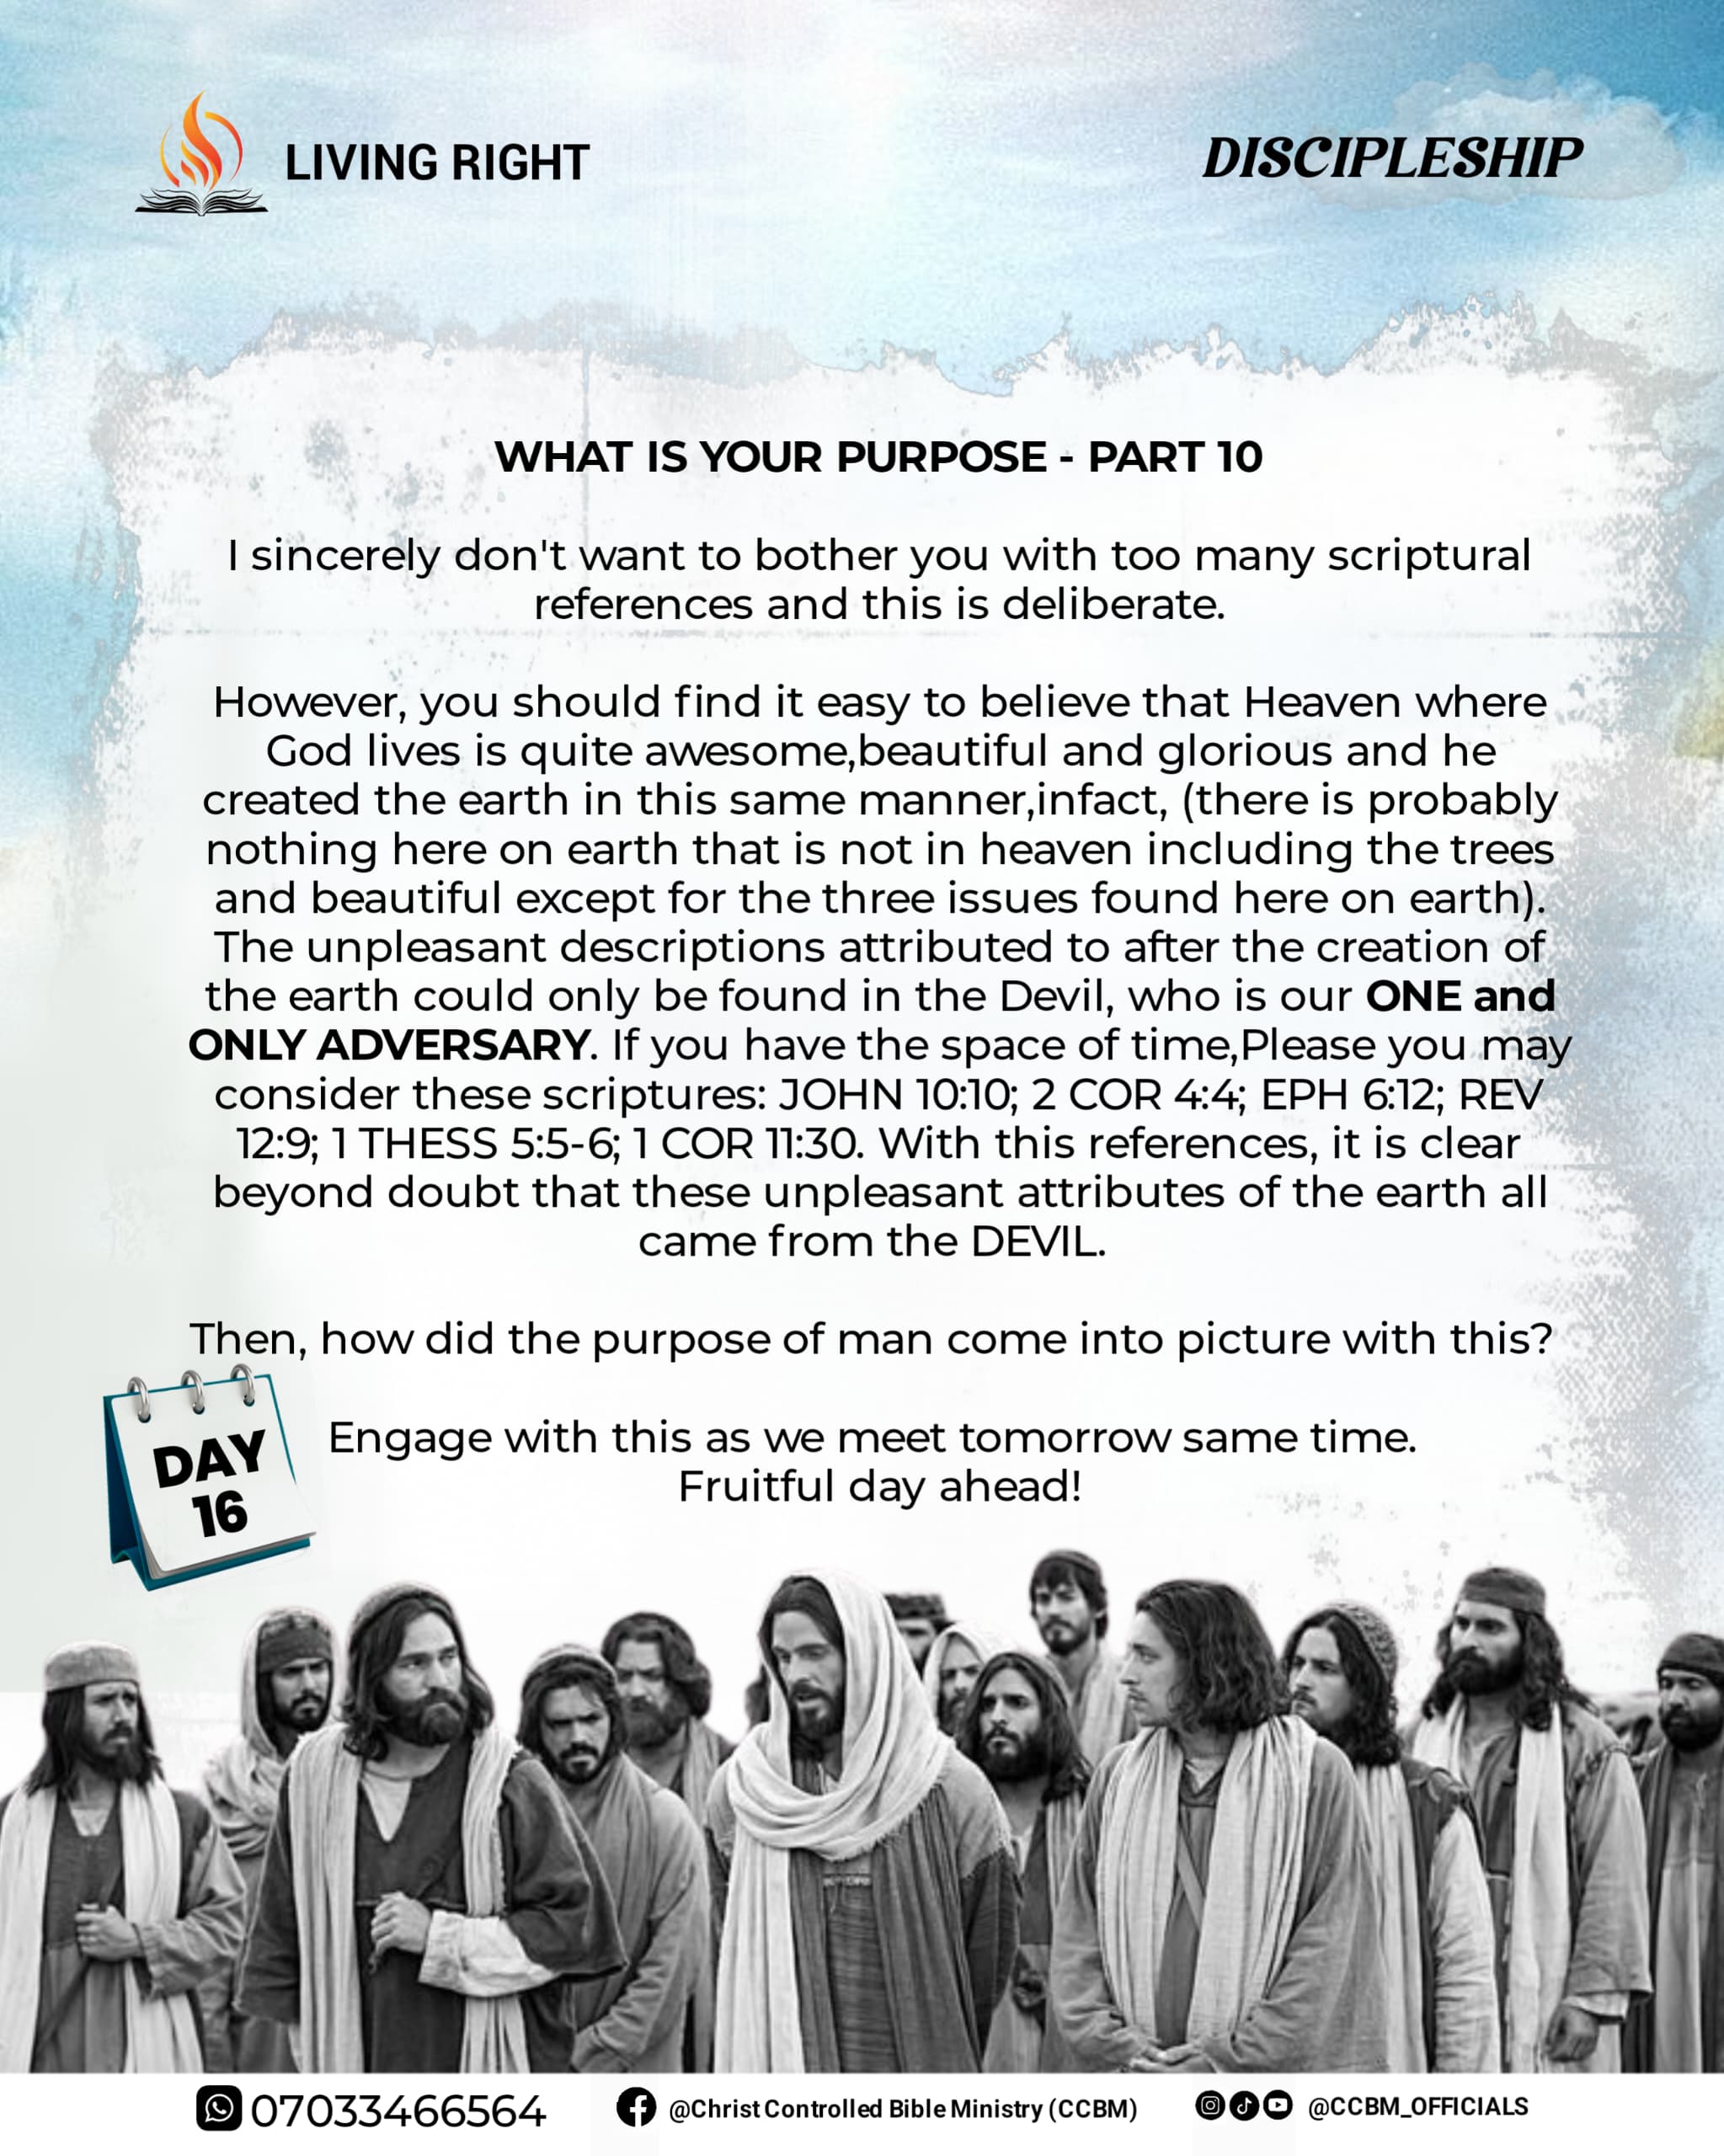 LIVING RIGHT
DISCIPLESHIP
WHAT IS YOUR PURPOSE - PART 10
I sincerely don't want to bother you with too many scriptural
references and this is deliberate.
However, you should find it easy to believe that Heaven where
God lives is quite awesome,beautiful and glorious and he
created the earth in this same manner,infact, (there is probably
nothing here on earth that is not in heaven including the trees
and beautiful except for the three issues found here on earth).
The unpleasant descriptions attributed to after the creation of
the earth could only be found in the Devil, who is our ONE and
ONLY ADVERSARY. If you have the space of time,Please you may
consider these scriptures: JOHN 10:10; 2 COR 4:4; EPH 6:12; REV
12:9; 1 THESS 5:5-6; 1 COR 11:30. With this references, it is clear
beyond doubt that these unpleasant attributes of the earth all
came from the DEVIL.
Then, how did the purpose of man come into picture with this?
Engage with this as we meet tomorrow same time.
Fruitful day ahead!
DAY
16
07033466564
@Christ Controlled Bible Ministry (CCBM)
@CCBM_OFFICIALS